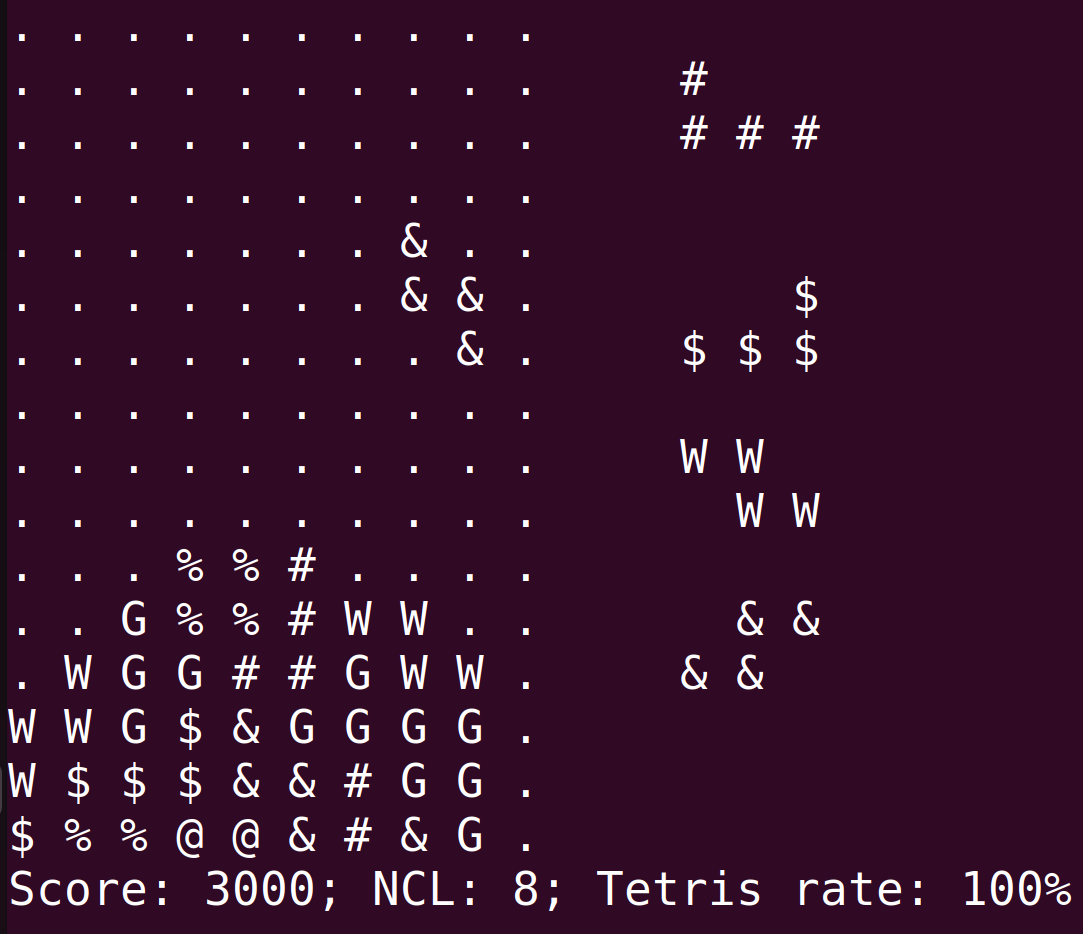 . . . . . . . . . .
. . . . . . . . . .     #
. . . . . . . . . .     # # #
. . . . . . . . . .
. . . . . . . & . .
. . . . . . . & & .         $
. . . . . . . . & .     $ $ $
. . . . . . . . . .
. . . . . . . . . .     W W
. . . . . . . . . .       W W
. . . % % # . . . .
. . G % % # W W . .       & &
. W G G # # G W W .     & &
W W G $ & G G G G .
W $ $ $ & & # G G .
$ % % @ @ & # & G .
Score: 3000; NCL: 8; Tetris rate: 100%